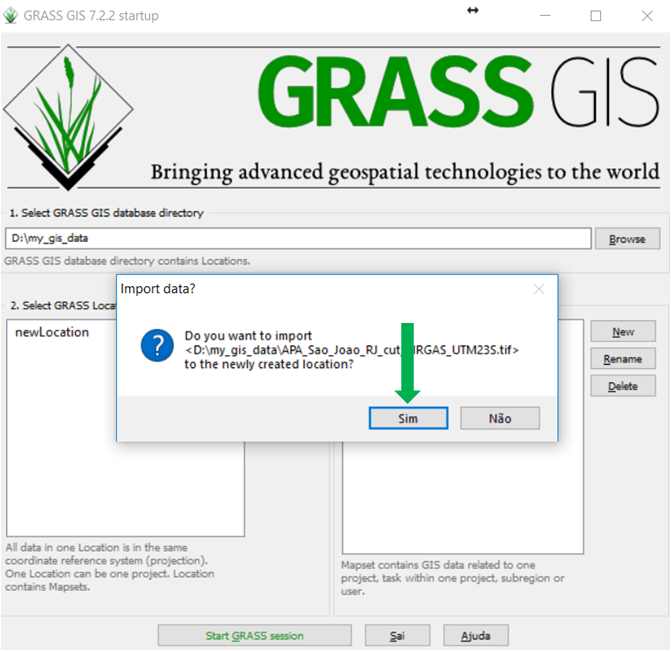 GRASS GIS 7.2.2 startup
GRASS GIS
Bringing advanced geospatial technologies to the world
1. Select GRASS GIS database directory
D:\my_gis_data
Browse
GRASS GIS database directory contains Locations.
2. Select GRASS Loca
newLocation
Import data?
Do you want to import
<D:\my_gis_data\APA_Sao_Joao_RJ_cut_ IRGAS_UTM23S.tif>
to the newly created location?
Sim
Não
New
Rename
Delete
All data in one Location is in the same
coordinate reference system (projection).
One Location can be one project. Location
contains Mapsets.
Mapset contains GIS data related to one
project, task within one project, subregion or
user.
Start GRASS session
Sai
Ajuda